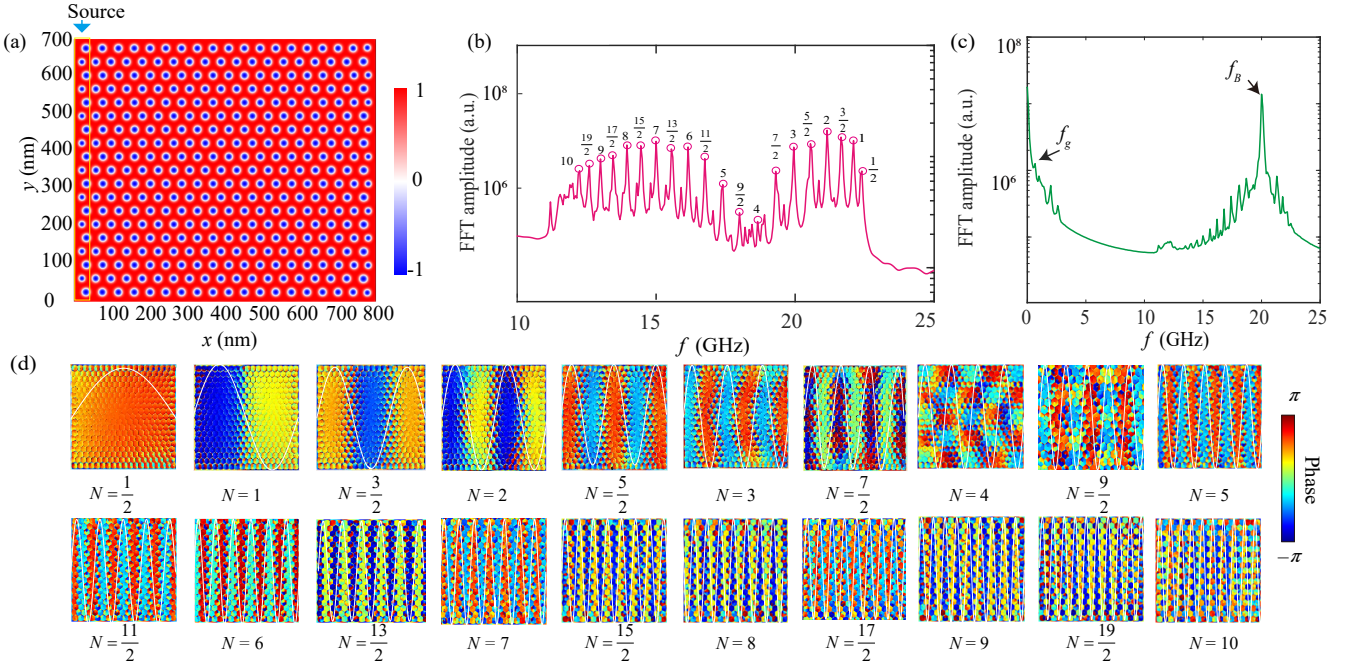 Source
(a)
700
600
500
400
300
200
100
0
y (nm)
100 200 300 400 500 600 700 800
x (nm)
1
0
-1
(b)
FFT amplitude (a.u.)
10^8
10^6
10 19/2 9 17/2 8 15/2 7 13/2 6 11/2 5 9/2 4 7/2 3 5/2 2 3/2 1 1/2
10 15 20 25
f (GHz)
(c)
FFT amplitude (a.u.)
10^8
10^6
f_g
f_B
0 5 10 15 20 25
f (GHz)
(d)
N = 1/2 N = 1 N = 3/2 N = 2 N = 5/2 N = 3 N = 7/2 N = 4 N = 9/2 N = 5
N = 11/2 N = 6 N = 13/2 N = 7 N = 15/2 N = 8 N = 17/2 N = 9 N = 19/2 N = 10
π
Phase
−π